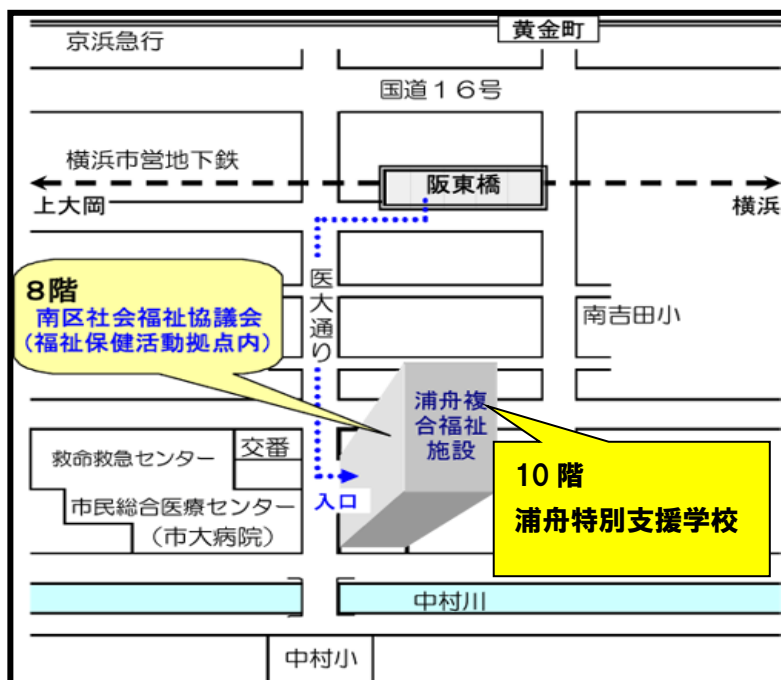 黄金町
京浜急行
国道16号
横浜市営地下鉄
阪東橋
上大岡
横浜
医大通り
8階
南区社会福祉協議会
(福祉保健活動拠点内)
南吉田小
浦舟複
合福祉
施設
交番
救命救急センター
10 階
浦舟特別支援学校
入口
市民総合医療センター
(市大病院)
中村川
中村小